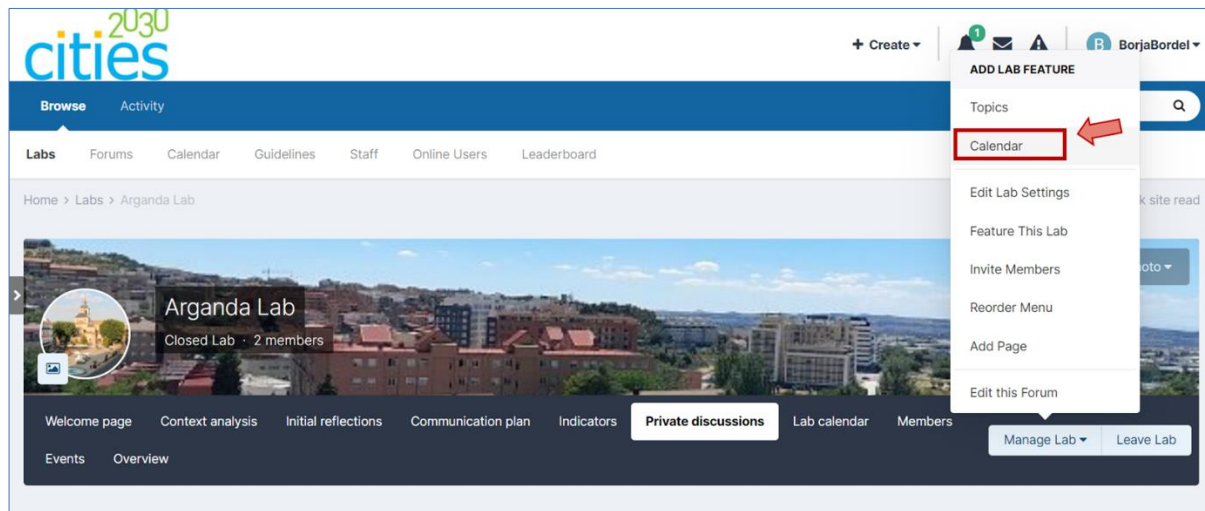 cities 2030
+ Create
1
B BorjaBordel
Browse Activity
Labs Forums Calendar Guidelines Staff Online Users Leaderboard
Home > Labs > Arganda Lab
k site read
oto
ADD LAB FEATURE
Topics
Calendar
Edit Lab Settings
Feature This Lab
Invite Members
Reorder Menu
Add Page
Edit this Forum
Arganda Lab
Closed Lab · 2 members
Welcome page Context analysis Initial reflections Communication plan Indicators Private discussions Lab calendar Members
Events Overview
Manage Lab Leave Lab